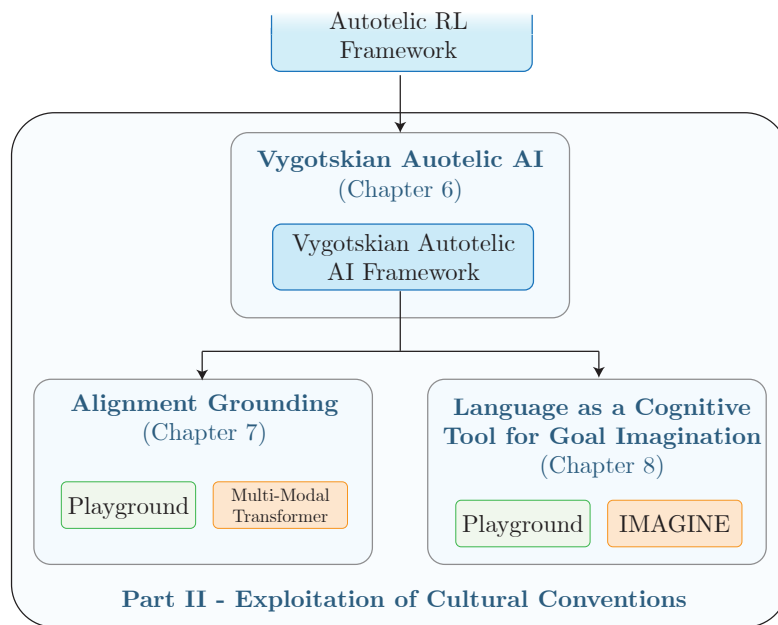 Autotelic RL
Framework
Vygotskian Auotelic AI
(Chapter 6)
Vygotskian Autotelic
AI Framework
Alignment Grounding
(Chapter 7)
Playground
Multi-Modal
Transformer
Language as a Cognitive
Tool for Goal Imagination
(Chapter 8)
Playground
IMAGINE
Part II - Exploitation of Cultural Conventions